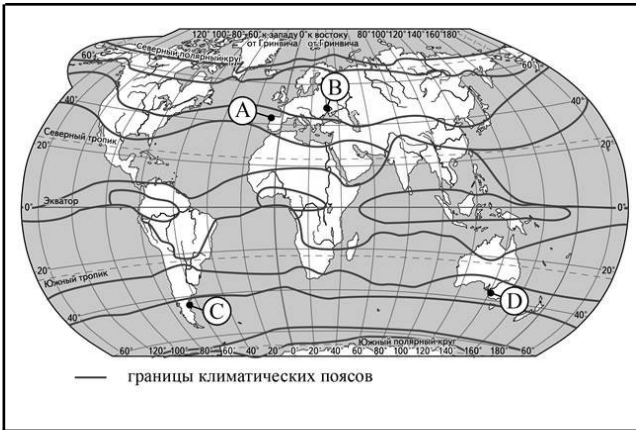 120° 100° 80° 60° к западу 0° к востоку 80° 100° 120° 140° 160° 180°
от Гринвича от Гринвича
Северный полярный круг
60°
60°
40°
40°
A
B
Северный тропик
20°
20°
Экватор
0°
0°
20°
20°
Южный тропик
C
D
40°
40°
Южный полярный круг
60° 120° 100° 80° 60° 40° 20° 0° 20° 40° 60° 80° 100° 120° 140° 160° 180° 60°
границы климатических поясов